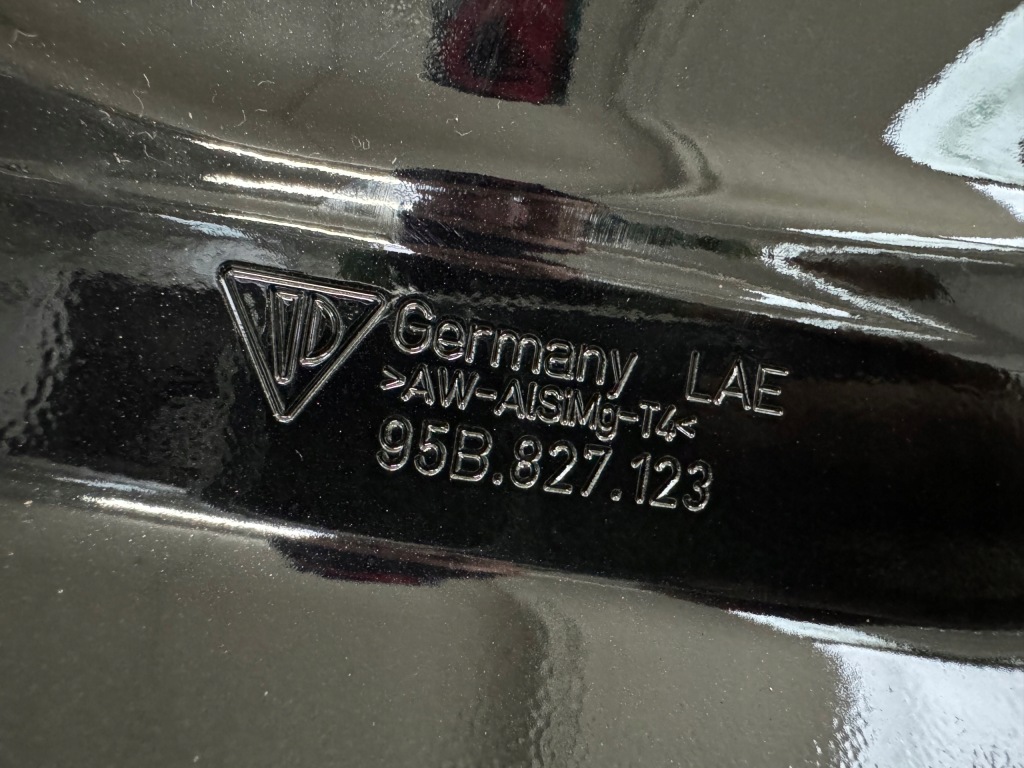 Germany LAE
>AW-AlSiMg-T4<
95B.827.123